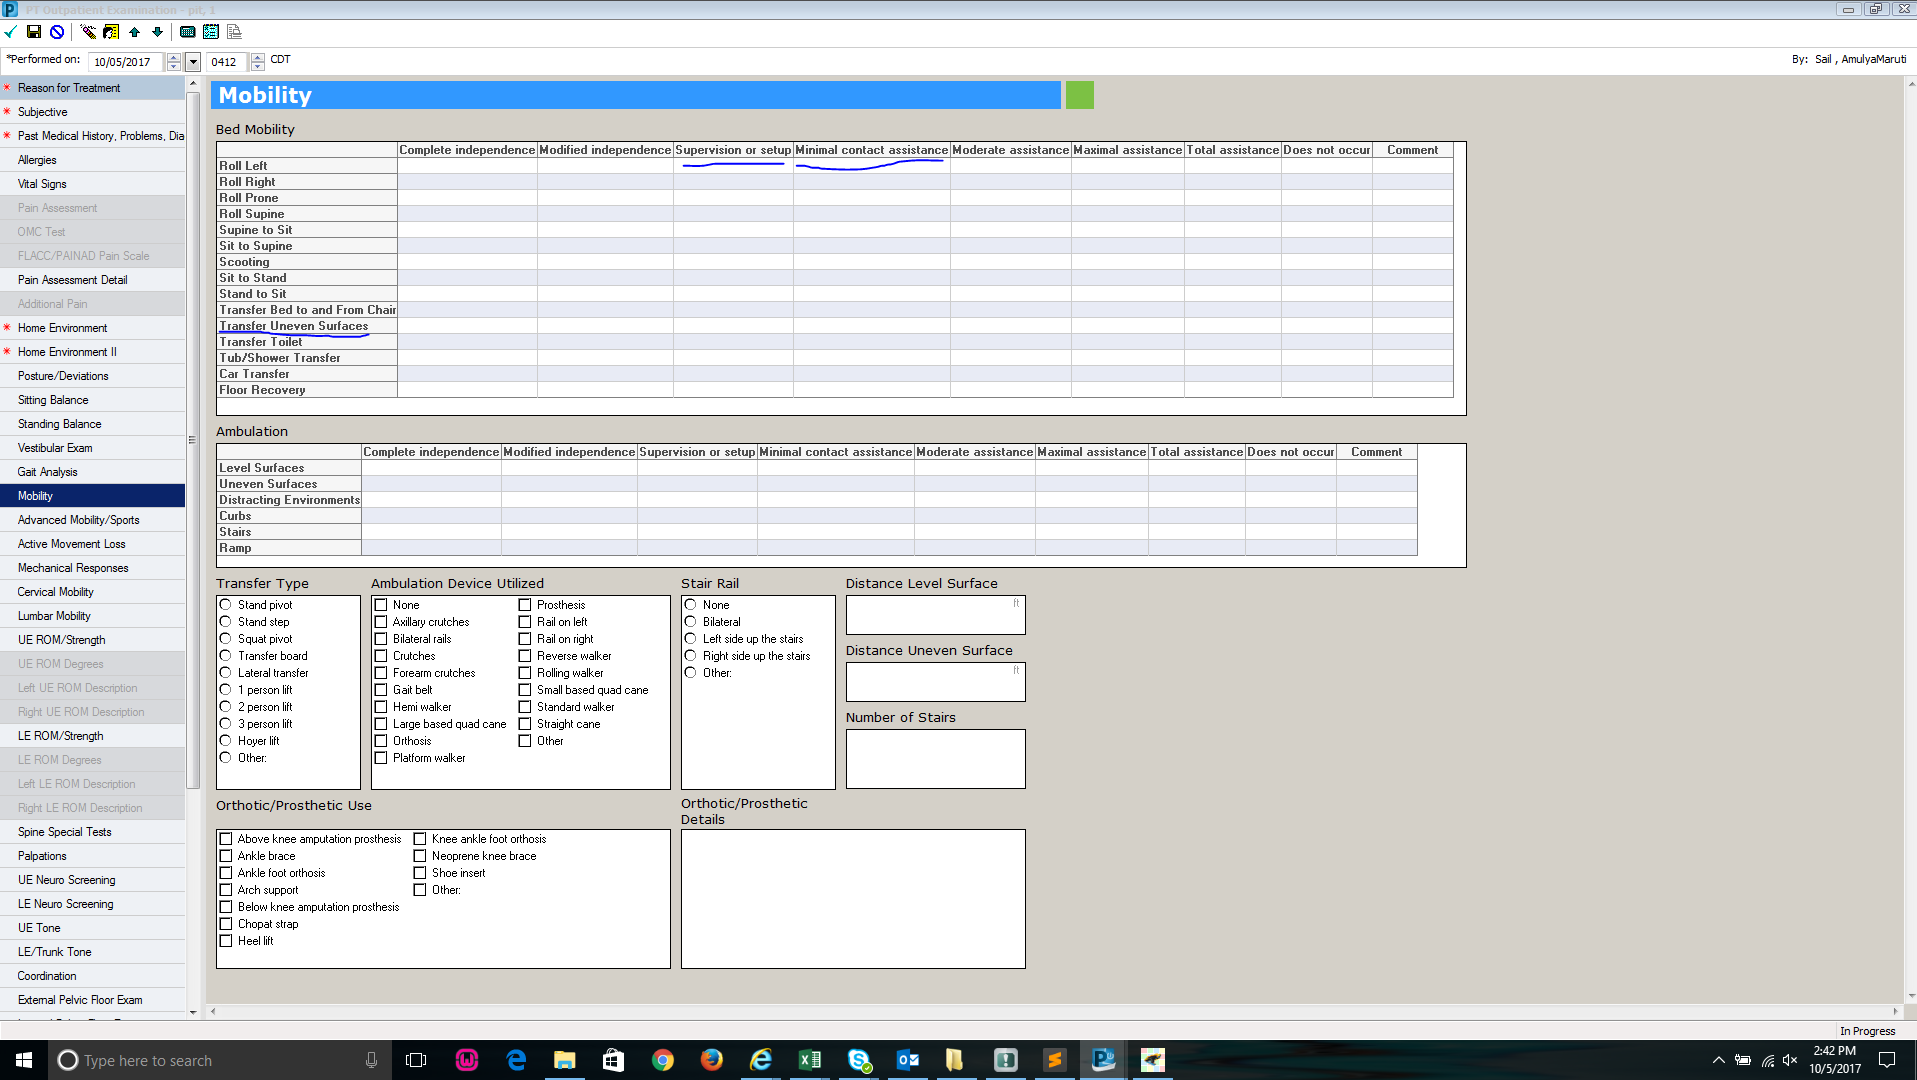 PT Outpatient Examination - pit, 1
*Performed on: 10/05/2017 0412 CDT By: Sail , AmulyaMaruti
Reason for Treatment
Subjective
Past Medical History, Problems, Dia
Allergies
Vital Signs
Pain Assessment
OMC Test
FLACC/PAINAD Pain Scale
Pain Assessment Detail
Additional Pain
Home Environment
Home Environment II
Posture/Deviations
Sitting Balance
Standing Balance
Vestibular Exam
Gait Analysis
Mobility
Advanced Mobility/Sports
Active Movement Loss
Mechanical Responses
Cervical Mobility
Lumbar Mobility
UE ROM/Strength
UE ROM Degrees
Left UE ROM Description
Right UE ROM Description
LE ROM/Strength
LE ROM Degrees
Left LE ROM Description
Right LE ROM Description
Spine Special Tests
Palpations
UE Neuro Screening
LE Neuro Screening
UE Tone
LE/Trunk Tone
Coordination
External Pelvic Floor Exam
Mobility
Bed Mobility
Complete independence Modified independence Supervision or setup Minimal contact assistance Moderate assistance Maximal assistance Total assistance Does not occur Comment
Roll Left
Roll Right
Roll Prone
Roll Supine
Supine to Sit
Sit to Supine
Scooting
Sit to Stand
Stand to Sit
Transfer Bed to and From Chair
Transfer Uneven Surfaces
Transfer Toilet
Tub/Shower Transfer
Car Transfer
Floor Recovery
Ambulation
Complete independence Modified independence Supervision or setup Minimal contact assistance Moderate assistance Maximal assistance Total assistance Does not occur Comment
Level Surfaces
Uneven Surfaces
Distracting Environments
Curbs
Stairs
Ramp
Transfer Type
Stand pivot
Stand step
Squat pivot
Transfer board
Lateral transfer
1 person lift
2 person lift
3 person lift
Hoyer lift
Other:
Ambulation Device Utilized
None
Axillary crutches
Bilateral rails
Crutches
Forearm crutches
Gait belt
Hemi walker
Large based quad cane
Orthosis
Platform walker
Prosthesis
Rail on left
Rail on right
Reverse walker
Rolling walker
Small based quad cane
Standard walker
Straight cane
Other
Stair Rail
None
Bilateral
Left side up the stairs
Right side up the stairs
Other:
Distance Level Surface
ft
Distance Uneven Surface
ft
Number of Stairs
Orthotic/Prosthetic Use
Above knee amputation prosthesis
Ankle brace
Ankle foot orthosis
Arch support
Below knee amputation prosthesis
Chopat strap
Heel lift
Knee ankle foot orthosis
Neoprene knee brace
Shoe insert
Other:
Orthotic/Prosthetic
Details
In Progress
Type here to search
2:42 PM
10/5/2017